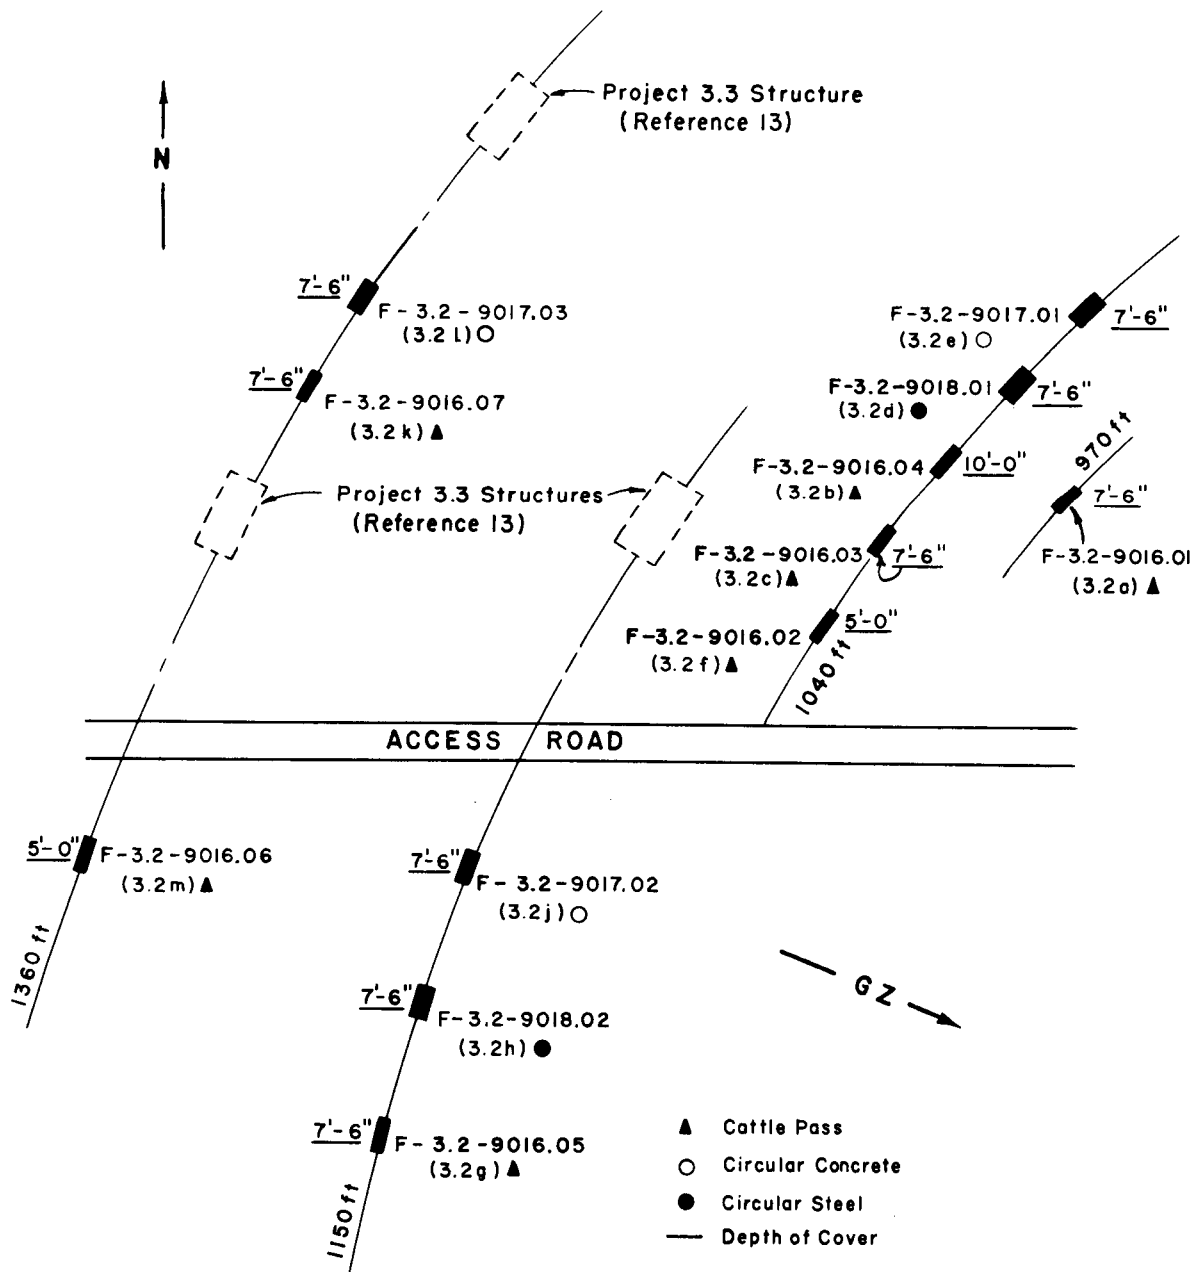 Project 3.3 Structure
(Reference 13)
N
7'-6"
F-3.2-9017.03
(3.2l)
7'-6"
F-3.2-9016.07
(3.2k)
Project 3.3 Structures
(Reference 13)
F-3.2-9017.01
(3.2e)
7'-6"
F-3.2-9018.01
(3.2d)
7'-6"
F-3.2-9016.04
(3.2b)
10'-0"
970 ft
7'-6"
F-3.2-9016.01
(3.2a)
F-3.2-9016.03
(3.2c)
7'-6"
F-3.2-9016.02
(3.2f)
5'-0"
1040 ft
ACCESS ROAD
5'-0"
F-3.2-9016.06
(3.2m)
1360 ft
7'-6"
F-3.2-9017.02
(3.2j)
7'-6"
F-3.2-9018.02
(3.2h)
7'-6"
F-3.2-9016.05
(3.2g)
1150 ft
GZ
Cattle Pass
Circular Concrete
Circular Steel
Depth of Cover